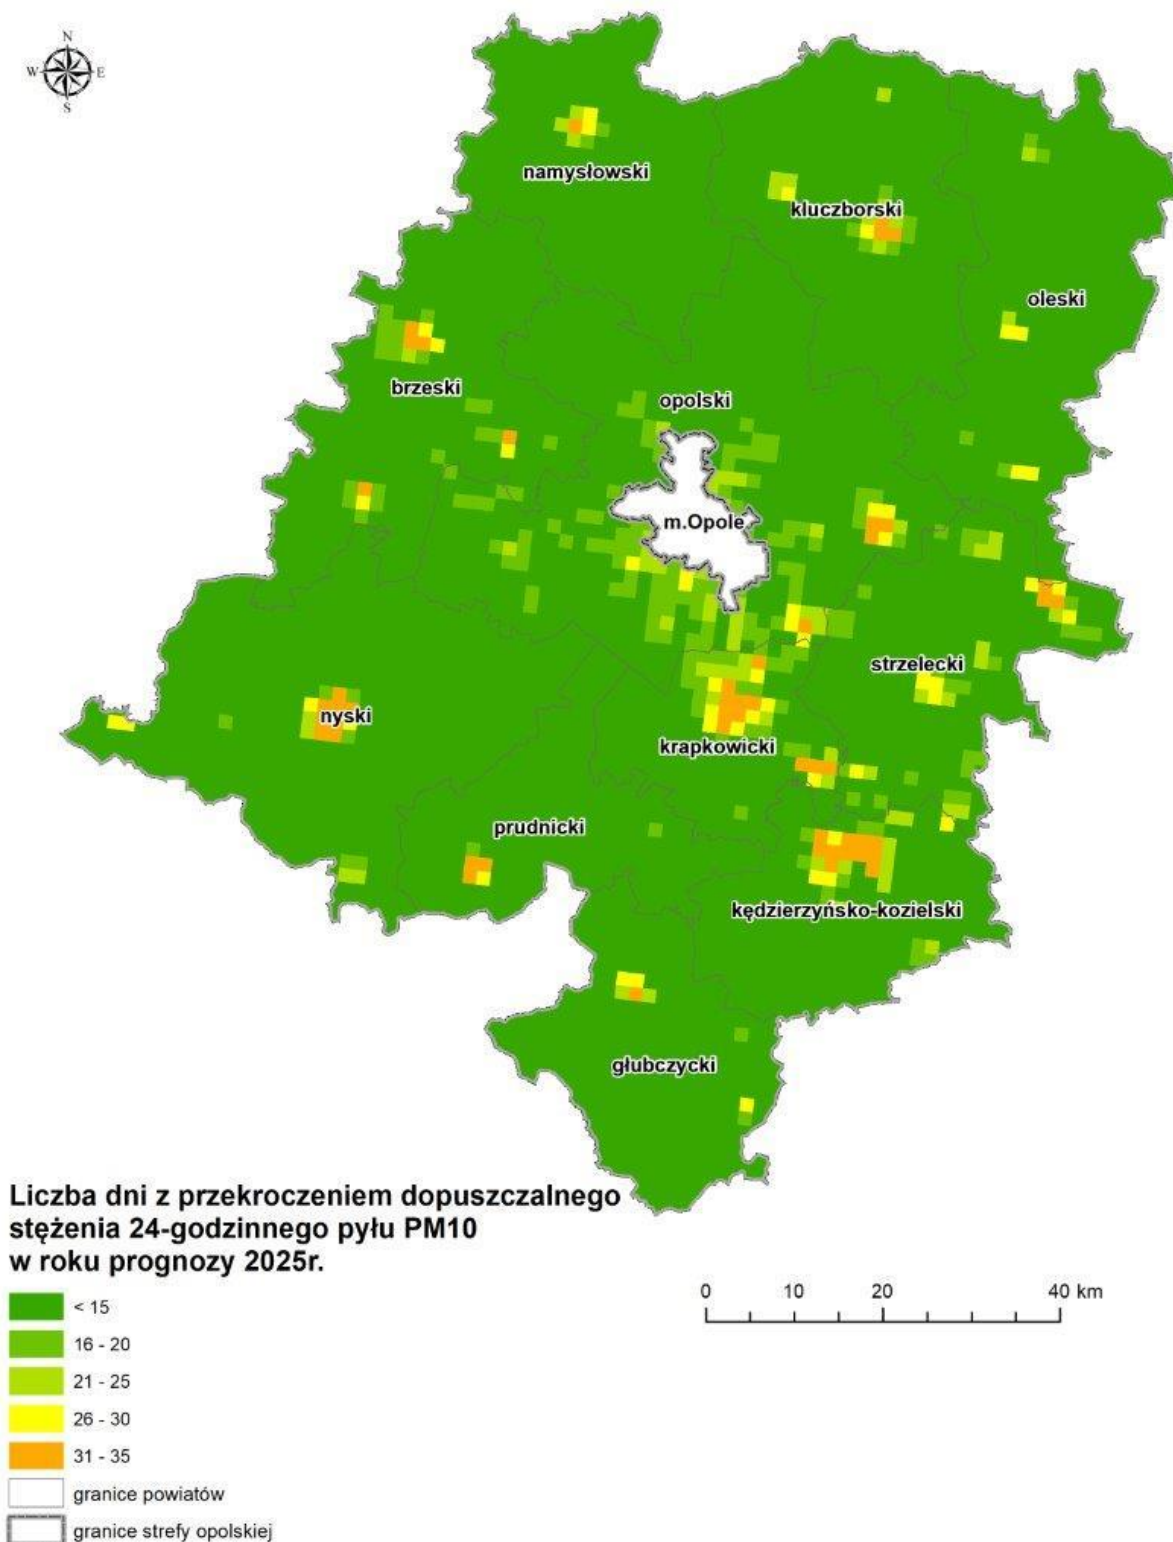 N
W E
S
namysłowski
kluczborski
oleski
brzeski
opolski
m.Opole
strzelecki
nyski
krapkowicki
prudnicki
kędzierzyńsko-kozielski
głubczycki
Liczba dni z przekroczeniem dopuszczalnego
stężenia 24-godzinnego pyłu PM10
w roku prognozy 2025r.
< 15
16 - 20
21 - 25
26 - 30
31 - 35
granice powiatów
granice strefy opolskiej
0 10 20 40 km